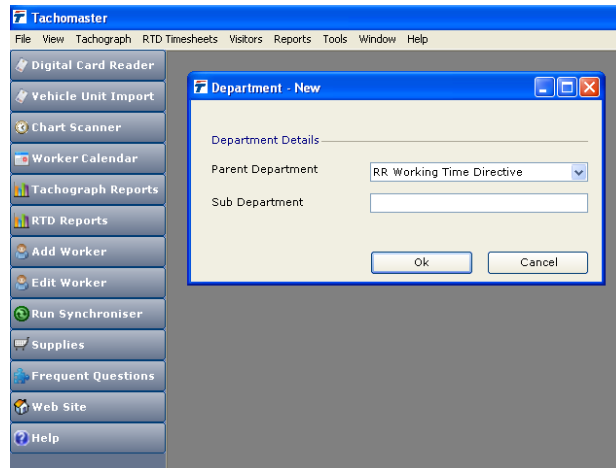 Tachomaster
File View Tachograph RTD Timesheets Visitors Reports Tools Window Help
Digital Card Reader
Vehicle Unit Import
Chart Scanner
Worker Calendar
Tachograph Reports
RTD Reports
Add Worker
Edit Worker
Run Synchroniser
Supplies
Frequent Questions
Web Site
Help
Department - New
Department Details
Parent Department RR Working Time Directive
Sub Department
Ok Cancel